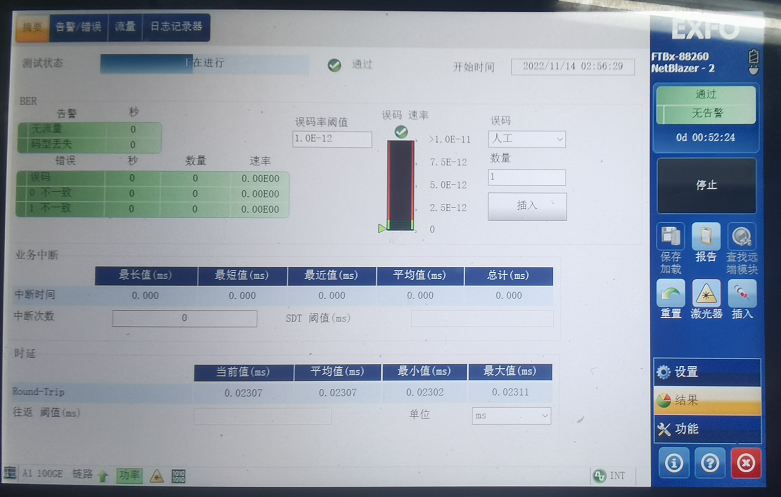 摘要 告警/错误 流量 日志记录器
EXFO
FTBx-88260
NetBlazer - 2
测试状态 正在进行 通过 开始时间 2022/11/14 02:56:29
通过
无告警
0d 00:52:24
停止
保存
加载
报告
查找远
端模块
重置 激光器 插入
设置
结果
功能
BER
告警 秒
无流量 0
码型丢失 0
错误 秒 数量 速率
误码 0 0 0.00E00
0 不一致 0 0 0.00E00
1 不一致 0 0 0.00E00
误码率阈值
1.0E-12
误码 速率
>1.0E-11
7.5E-12
5.0E-12
2.5E-12
0
误码
人工
数量
1
插入
业务中断
最长值(ms) 最短值(ms) 最近值(ms) 平均值(ms) 总计(ms)
中断时间 0.000 0.000 0.000 0.000 0.000
中断次数 0 SDT 阈值(ms)
时延
当前值(ms) 平均值(ms) 最小值(ms) 最大值(ms)
Round-Trip 0.02307 0.02307 0.02302 0.02311
往返 阈值(ms) 单位 ms
A1 100GE 链路 功率 INT